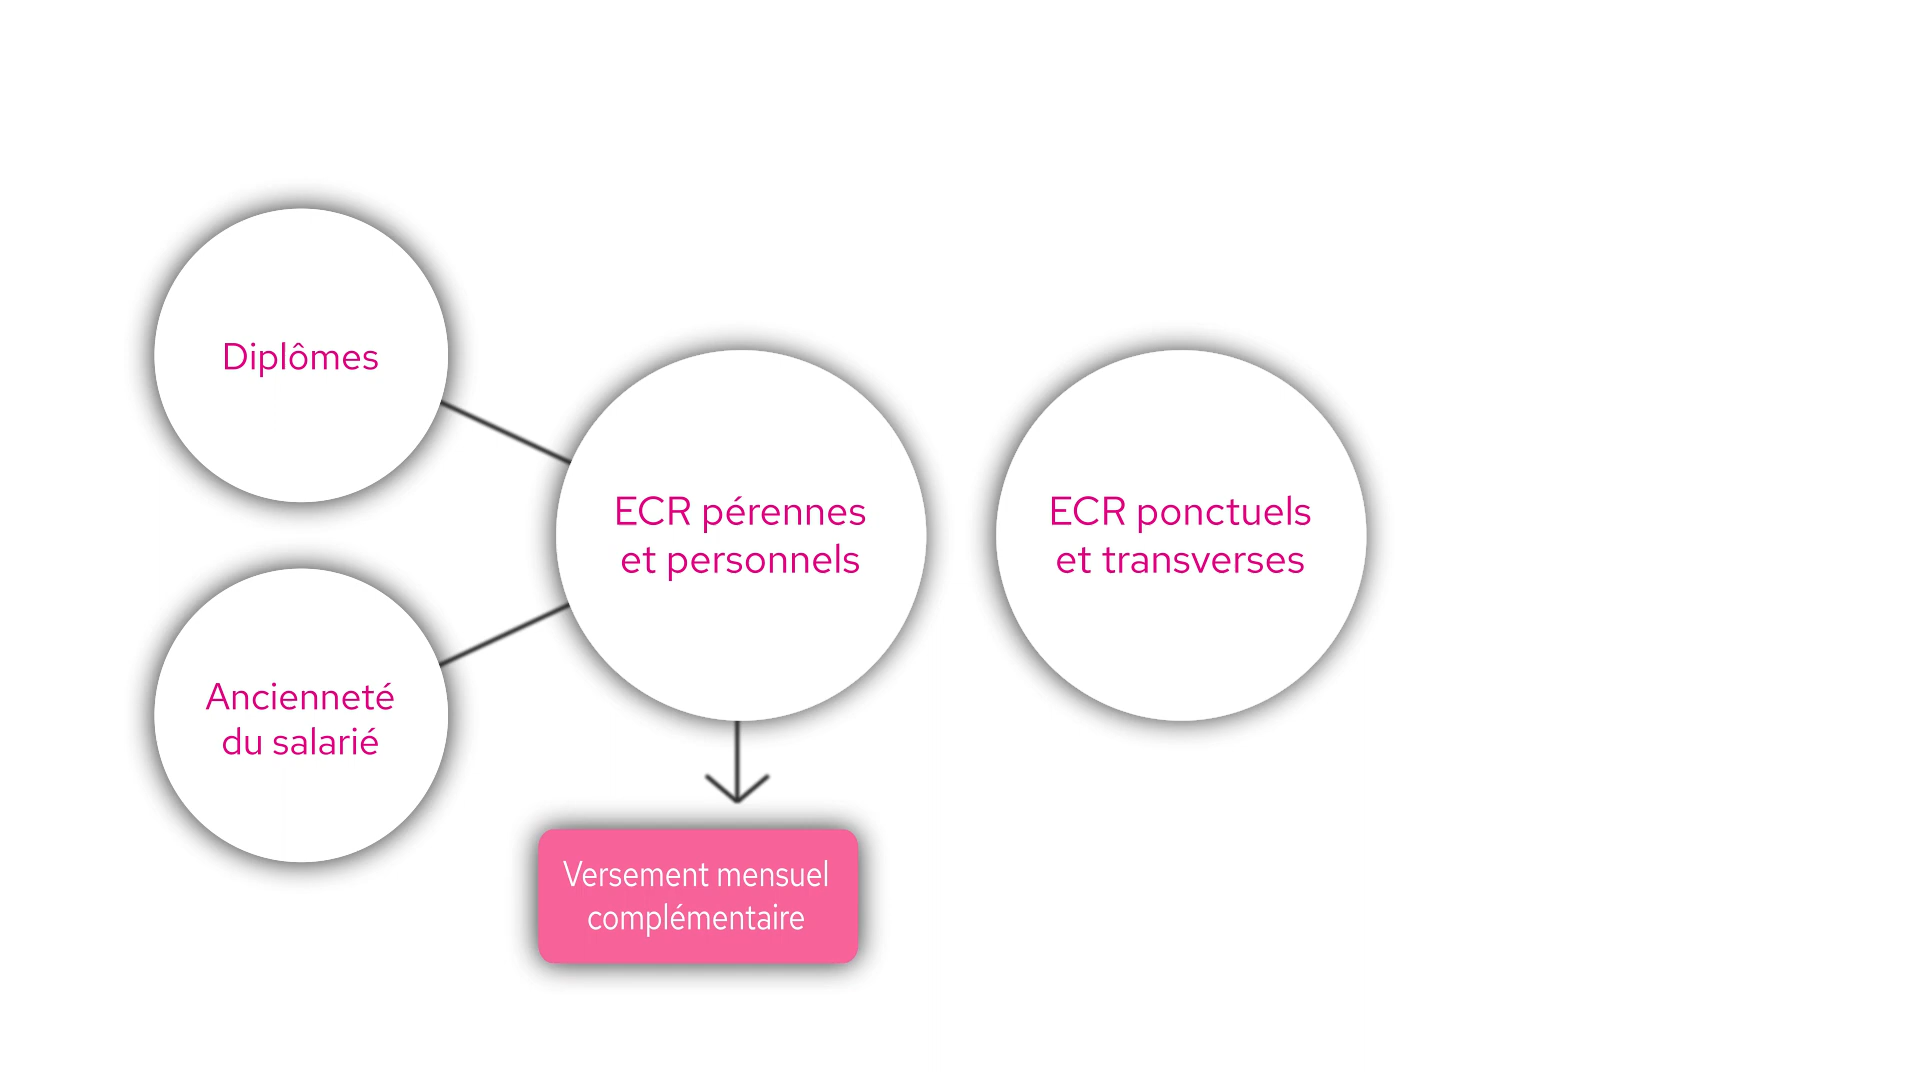 Diplômes
Ancienneté
du salarié
ECR pérennes
et personnels
Versement mensuel
complémentaire
ECR ponctuels
et transverses